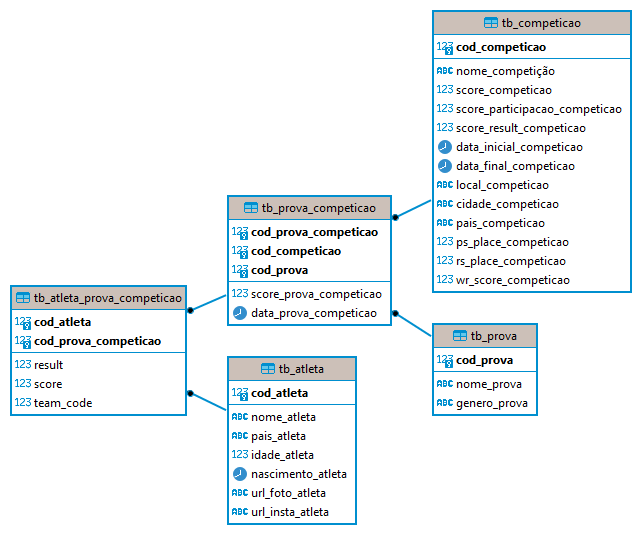 tb_competicao
123 cod_competicao
ABC nome_competição
123 score_competicao
123 score_participacao_competicao
123 score_result_competicao
data_inicial_competicao
data_final_competicao
ABC local_competicao
ABC cidade_competicao
ABC pais_competicao
123 ps_place_competicao
123 rs_place_competicao
123 wr_score_competicao
tb_prova_competicao
123 cod_prova_competicao
123 cod_competicao
123 cod_prova
123 score_prova_competicao
data_prova_competicao
tb_atleta_prova_competicao
123 cod_atleta
123 cod_prova_competicao
123 result
123 score
123 team_code
tb_prova
123 cod_prova
ABC nome_prova
ABC genero_prova
tb_atleta
123 cod_atleta
ABC nome_atleta
ABC pais_atleta
123 idade_atleta
nascimento_atleta
ABC url_foto_atleta
ABC url_insta_atleta